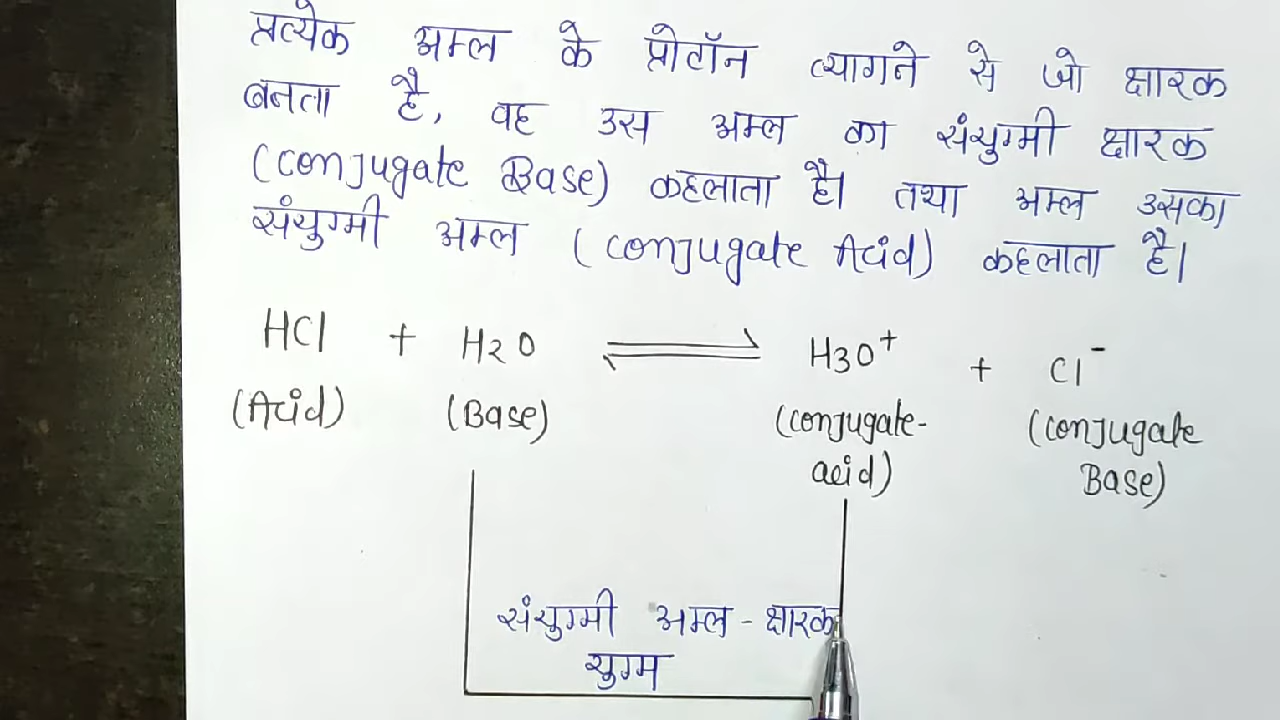 प्रत्येक अम्ल के प्रोटॉन त्यागने से जो क्षारक
बनता है, वह उस अम्ल का संयुग्मी क्षारक
(Conjugate Base) कहलाता है। तथा अम्ल उसका
संयुग्मी अम्ल (Conjugate Acid) कहलाता है।
HCl + H2O ⇌ H3O⁺ + Cl⁻
(Acid) (Base) (Conjugate- (Conjugate
acid) Base)
संयुग्मी अम्ल - क्षारक
युग्म